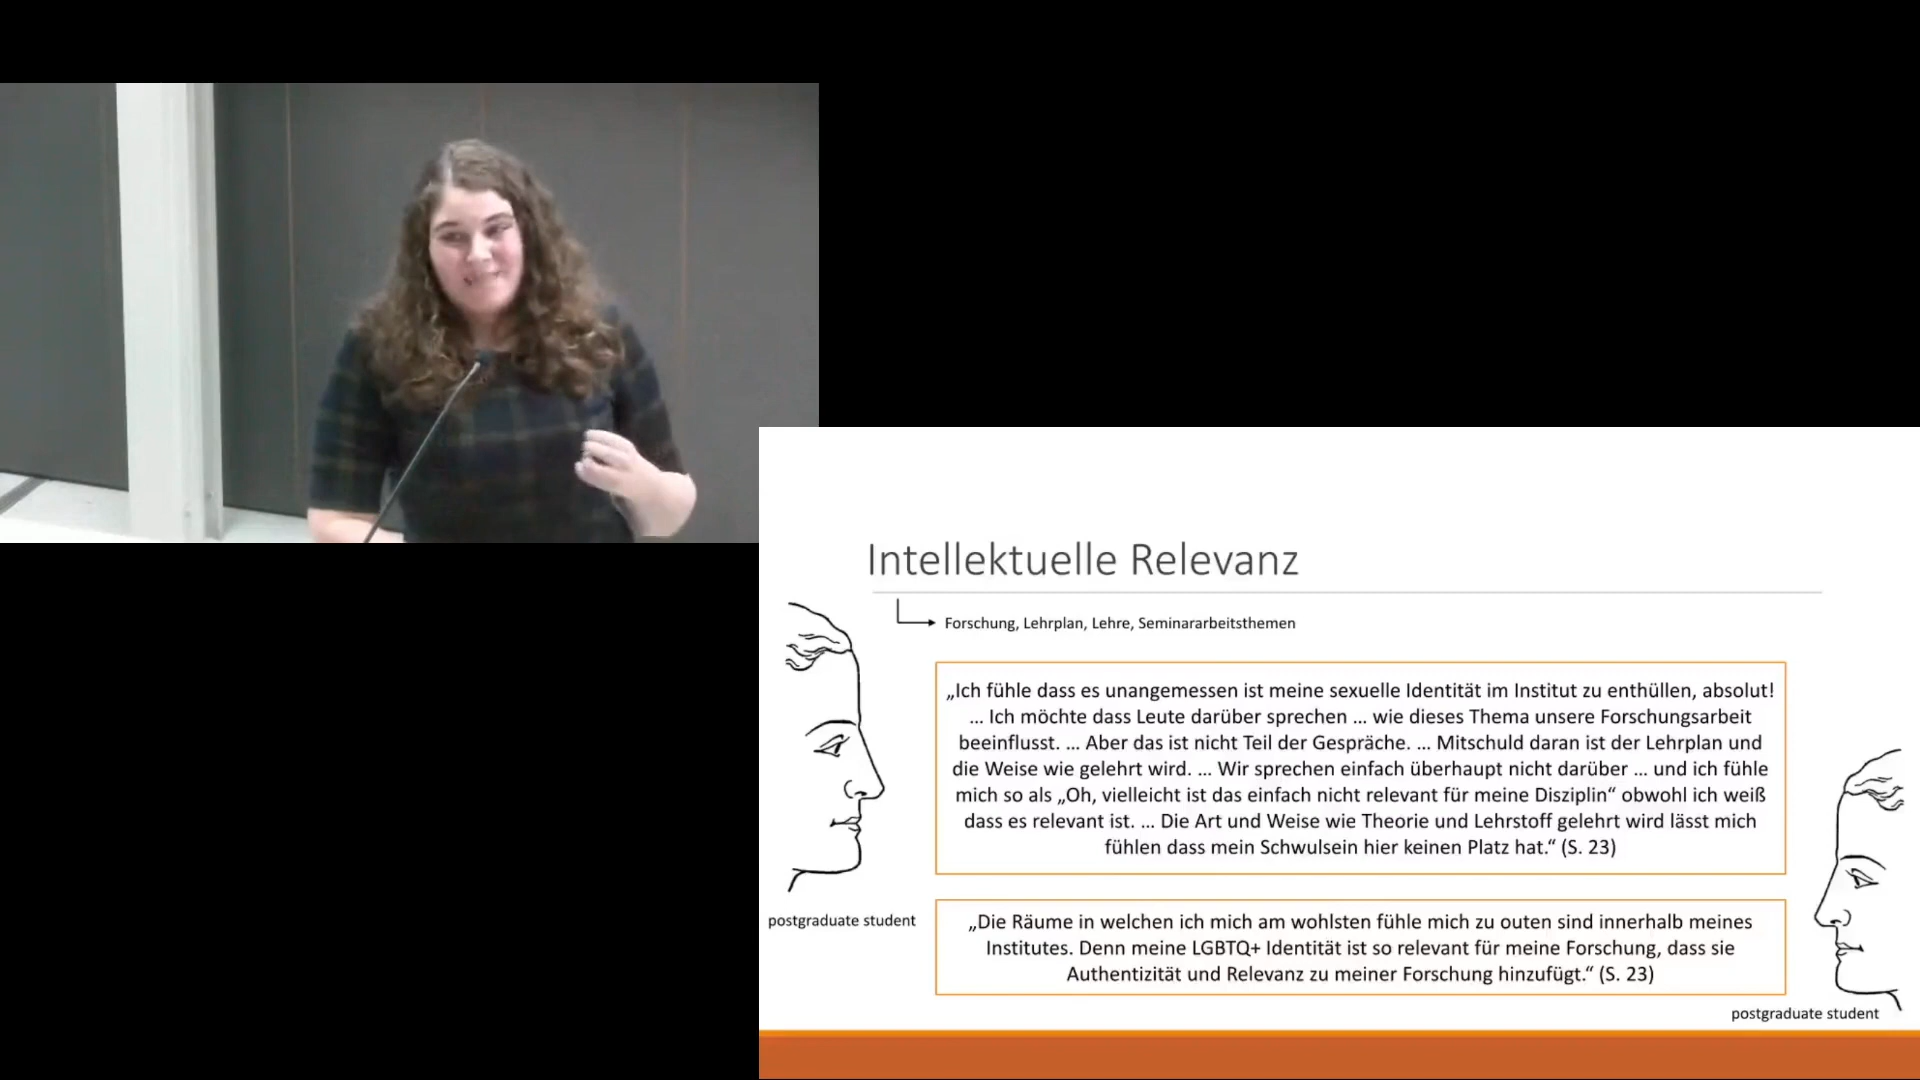 Intellektuelle Relevanz
Forschung, Lehrplan, Lehre, Seminararbeitsthemen
„Ich fühle dass es unangemessen ist meine sexuelle Identität im Institut zu enthüllen, absolut!
... Ich möchte dass Leute darüber sprechen ... wie dieses Thema unsere Forschungsarbeit
beeinflusst. ... Aber das ist nicht Teil der Gespräche. ... Mitschuld daran ist der Lehrplan und
die Weise wie gelehrt wird. ... Wir sprechen einfach überhaupt nicht darüber ... und ich fühle
mich so als „Oh, vielleicht ist das einfach nicht relevant für meine Disziplin“ obwohl ich weiß
dass es relevant ist. ... Die Art und Weise wie Theorie und Lehrstoff gelehrt wird lässt mich
fühlen dass mein Schwulsein hier keinen Platz hat.“ (S. 23)
postgraduate student
„Die Räume in welchen ich mich am wohlsten fühle mich zu outen sind innerhalb meines
Institutes. Denn meine LGBTQ+ Identität ist so relevant für meine Forschung, dass sie
Authentizität und Relevanz zu meiner Forschung hinzufügt.“ (S. 23)
postgraduate student